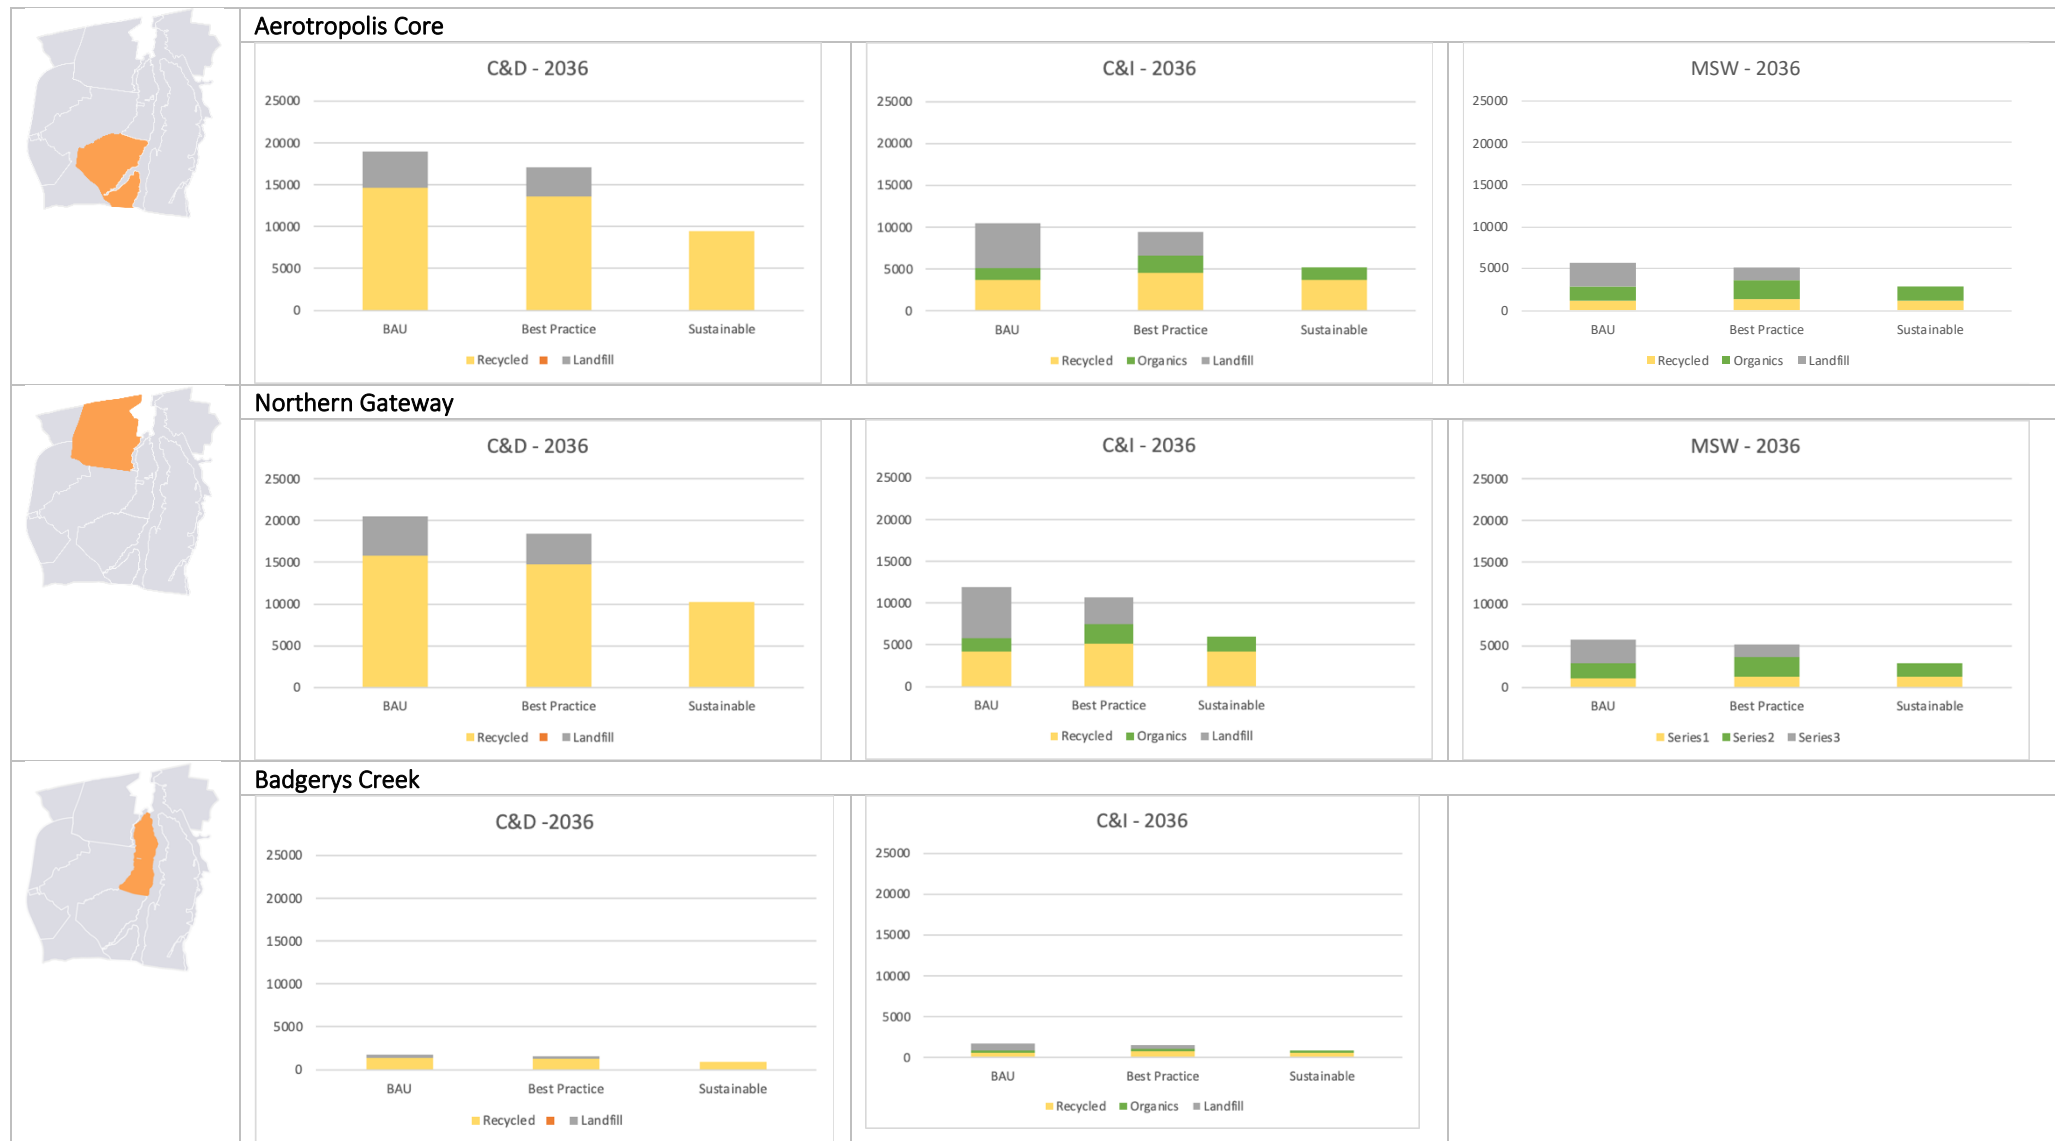 Aerotropolis Core
C&D - 2036
25000
20000
15000
10000
5000
0
BAU Best Practice Sustainable
Recycled Landfill
C&I - 2036
25000
20000
15000
10000
5000
0
BAU Best Practice Sustainable
Recycled Organics Landfill
MSW - 2036
25000
20000
15000
10000
5000
0
BAU Best Practice Sustainable
Recycled Organics Landfill
Northern Gateway
C&D - 2036
25000
20000
15000
10000
5000
0
BAU Best Practice Sustainable
Recycled Landfill
C&I - 2036
25000
20000
15000
10000
5000
0
BAU Best Practice Sustainable
Recycled Organics Landfill
MSW - 2036
25000
20000
15000
10000
5000
0
BAU Best Practice Sustainable
Series1 Series2 Series3
Badgerys Creek
C&D -2036
25000
20000
15000
10000
5000
0
BAU Best Practice Sustainable
Recycled Landfill
C&I - 2036
25000
20000
15000
10000
5000
0
BAU Best Practice Sustainable
Recycled Organics Landfill